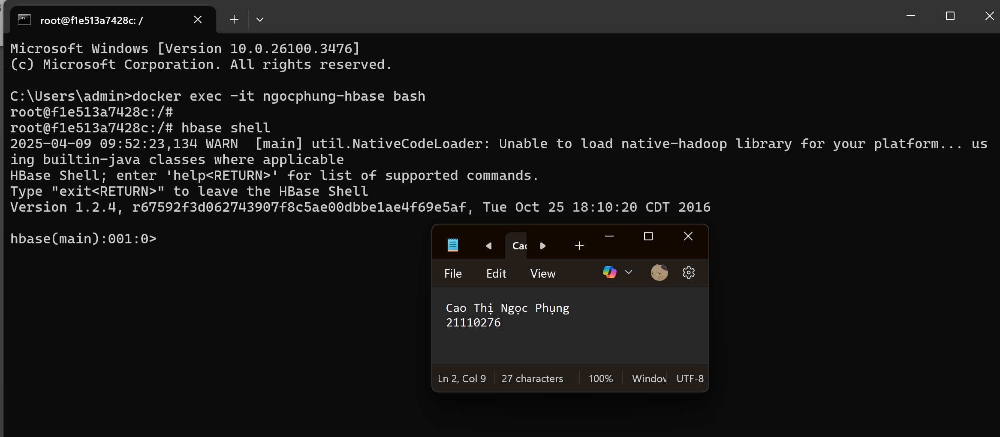 root@f1e513a7428c: /
Microsoft Windows [Version 10.0.26100.3476]
(c) Microsoft Corporation. All rights reserved.
C:\Users\admin>docker exec -it ngocphung-hbase bash
root@f1e513a7428c:/#
root@f1e513a7428c:/# hbase shell
2025-04-09 09:52:23,134 WARN  [main] util.NativeCodeLoader: Unable to load native-hadoop library for your platform... us
ing builtin-java classes where applicable
HBase Shell; enter 'help<RETURN>' for list of supported commands.
Type "exit<RETURN>" to leave the HBase Shell
Version 1.2.4, r67592f3d062743907f8c5ae00dbbe1ae4f69e5af, Tue Oct 25 18:10:20 CDT 2016
hbase(main):001:0>
File Edit View
Cao Thị Ngọc Phụng
21110276
Ln 2, Col 9 27 characters 100% UTF-8